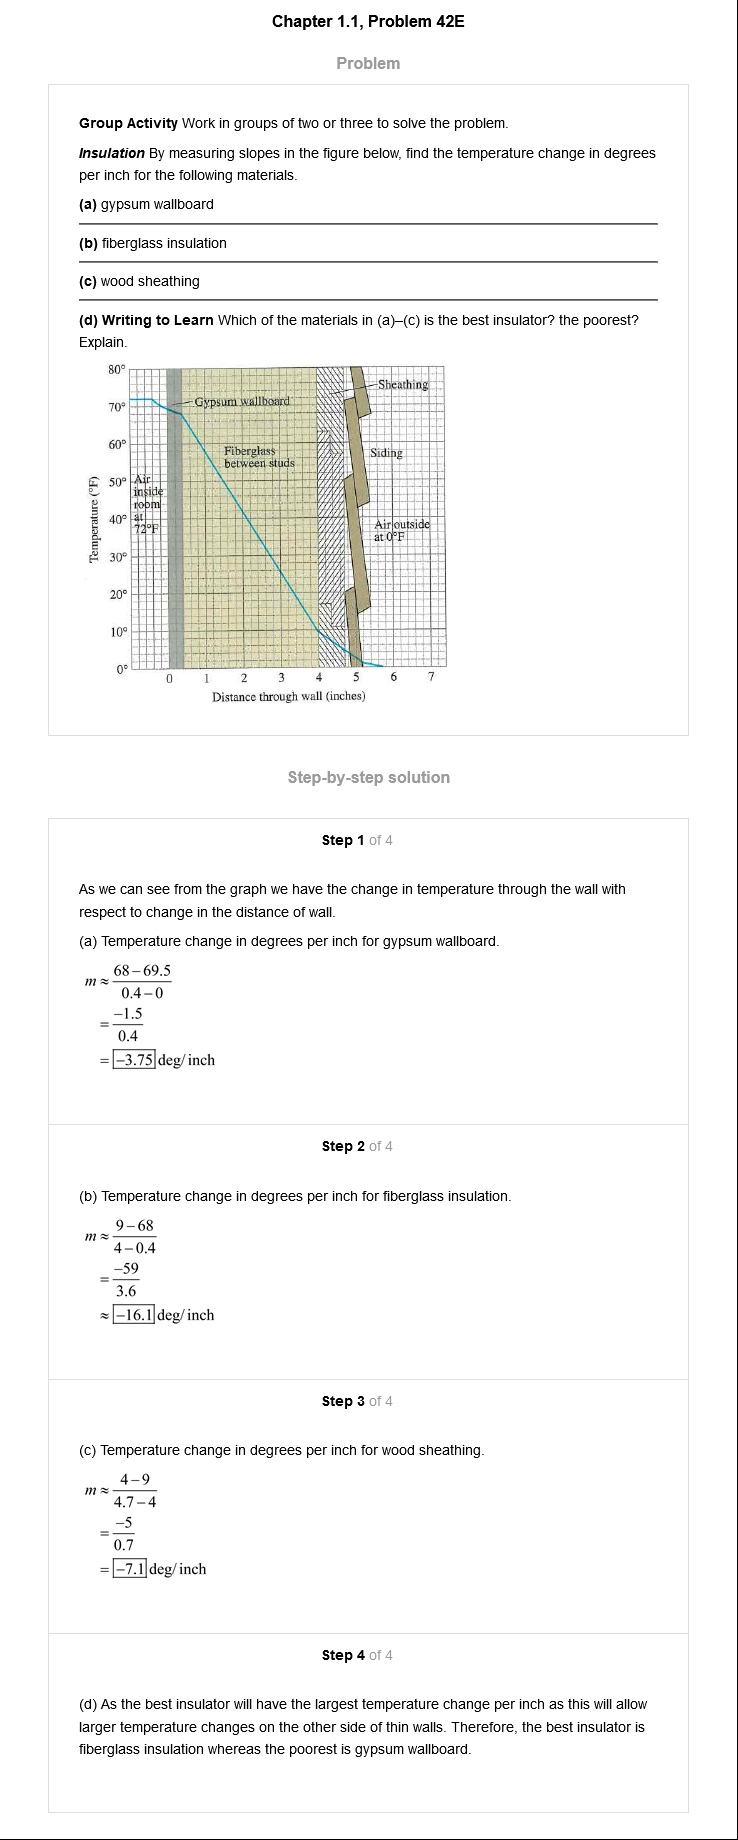 Chapter 1.1, Problem 42E
Problem
Group Activity Work in groups of two or three to solve the problem.
Insulation By measuring slopes in the figure below, find the temperature change in degrees
per inch for the following materials.
(a) gypsum wallboard
(b) fiberglass insulation
(c) wood sheathing
(d) Writing to Learn Which of the materials in (a)–(c) is the best insulator? the poorest?
Explain.
80°
Sheathing
70°
Gypsum wallboard
60°
Fiberglass
between studs
Siding
50°
Air
inside
room
at
72°F
40°
Air outside
at 0°F
30°
20°
10°
0°
Temperature (°F)
0 1 2 3 4 5 6 7
Distance through wall (inches)
Step-by-step solution
Step 1 of 4
As we can see from the graph we have the change in temperature through the wall with
respect to change in the distance of wall.
(a) Temperature change in degrees per inch for gypsum wallboard.
68 – 69.5
m ≈
0.4 – 0
–1.5
=
0.4
= –3.75 deg/ inch
Step 2 of 4
(b) Temperature change in degrees per inch for fiberglass insulation.
9 – 68
m ≈
4 – 0.4
–59
=
3.6
≈ –16.1 deg/ inch
Step 3 of 4
(c) Temperature change in degrees per inch for wood sheathing.
4 – 9
m ≈
4.7 – 4
–5
=
0.7
= –7.1 deg/ inch
Step 4 of 4
(d) As the best insulator will have the largest temperature change per inch as this will allow
larger temperature changes on the other side of thin walls. Therefore, the best insulator is
fiberglass insulation whereas the poorest is gypsum wallboard.